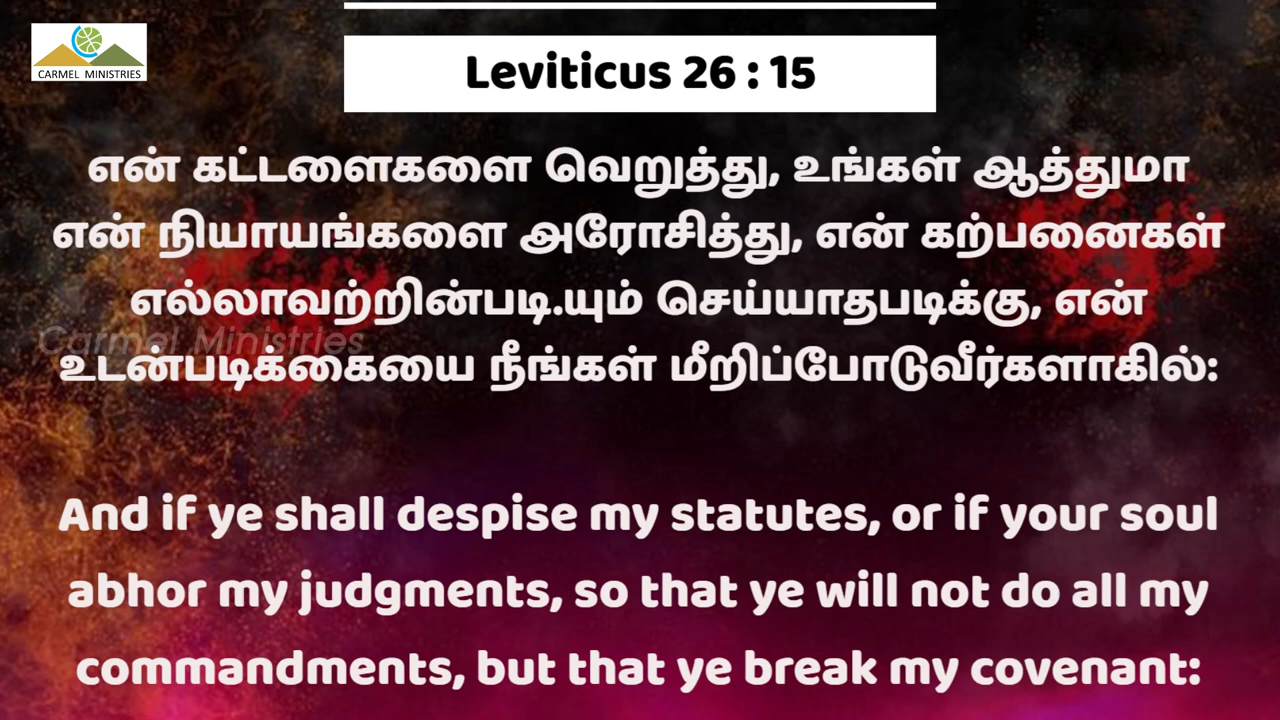 CARMEL MINISTRIES
Leviticus 26 : 15
என் கட்டளைகளை வெறுத்து, உங்கள் ஆத்துமா
என் நியாயங்களை அரோசித்து, என் கற்பனைகள்
எல்லாவற்றின்படி.யும் செய்யாதபடிக்கு, என்
Carmel Ministries
உடன்படிக்கையை நீங்கள் மீறிப்போடுவீர்களாகில்:
And if ye shall despise my statutes, or if your soul
abhor my judgments, so that ye will not do all my
commandments, but that ye break my covenant: